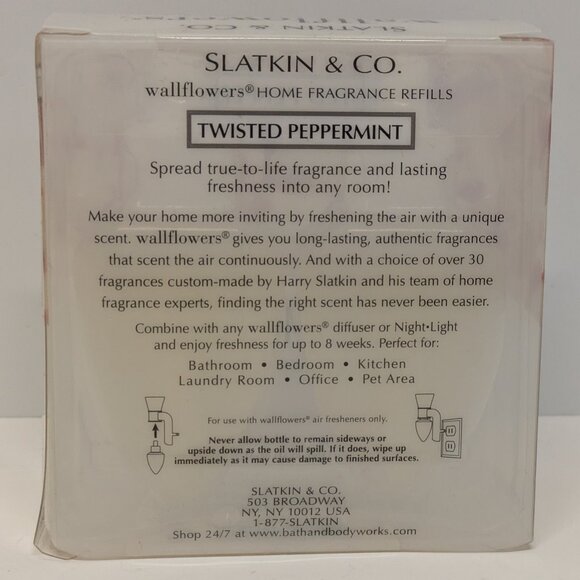 SLATKIN & CO.
wallflowers
SLATKIN & CO.
wallflowers® HOME FRAGRANCE REFILLS
TWISTED PEPPERMINT
Spread true-to-life fragrance and lasting
freshness into any room!
Make your home more inviting by freshening the air with a unique
scent. wallflowers® gives you long-lasting, authentic fragrances
that scent the air continuously. And with a choice of over 30
fragrances custom-made by Harry Slatkin and his team of home
fragrance experts, finding the right scent has never been easier.
Combine with any wallflowers® diffuser or Night•Light
and enjoy freshness for up to 8 weeks. Perfect for:
Bathroom • Bedroom • Kitchen
Laundry Room • Office • Pet Area
For use with wallflowers® air fresheners only.
Never allow bottle to remain sideways or
upside down as the oil will spill. If it does, wipe up
immediately as it may cause damage to finished surfaces.
SLATKIN & CO.
503 BROADWAY
NY, NY 10012 USA
1-877-SLATKIN
Shop 24/7 at www.bathandbodyworks.com